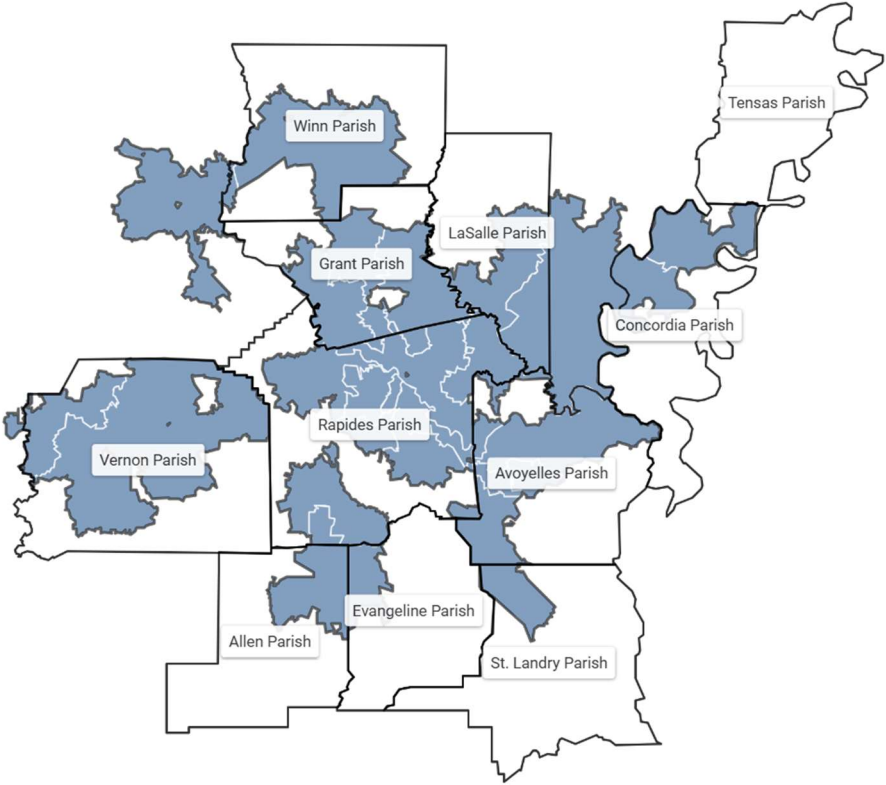 Tensas Parish
Winn Parish
LaSalle Parish
Grant Parish
Concordia Parish
Rapides Parish
Vernon Parish
Avoyelles Parish
Evangeline Parish
Allen Parish
St. Landry Parish